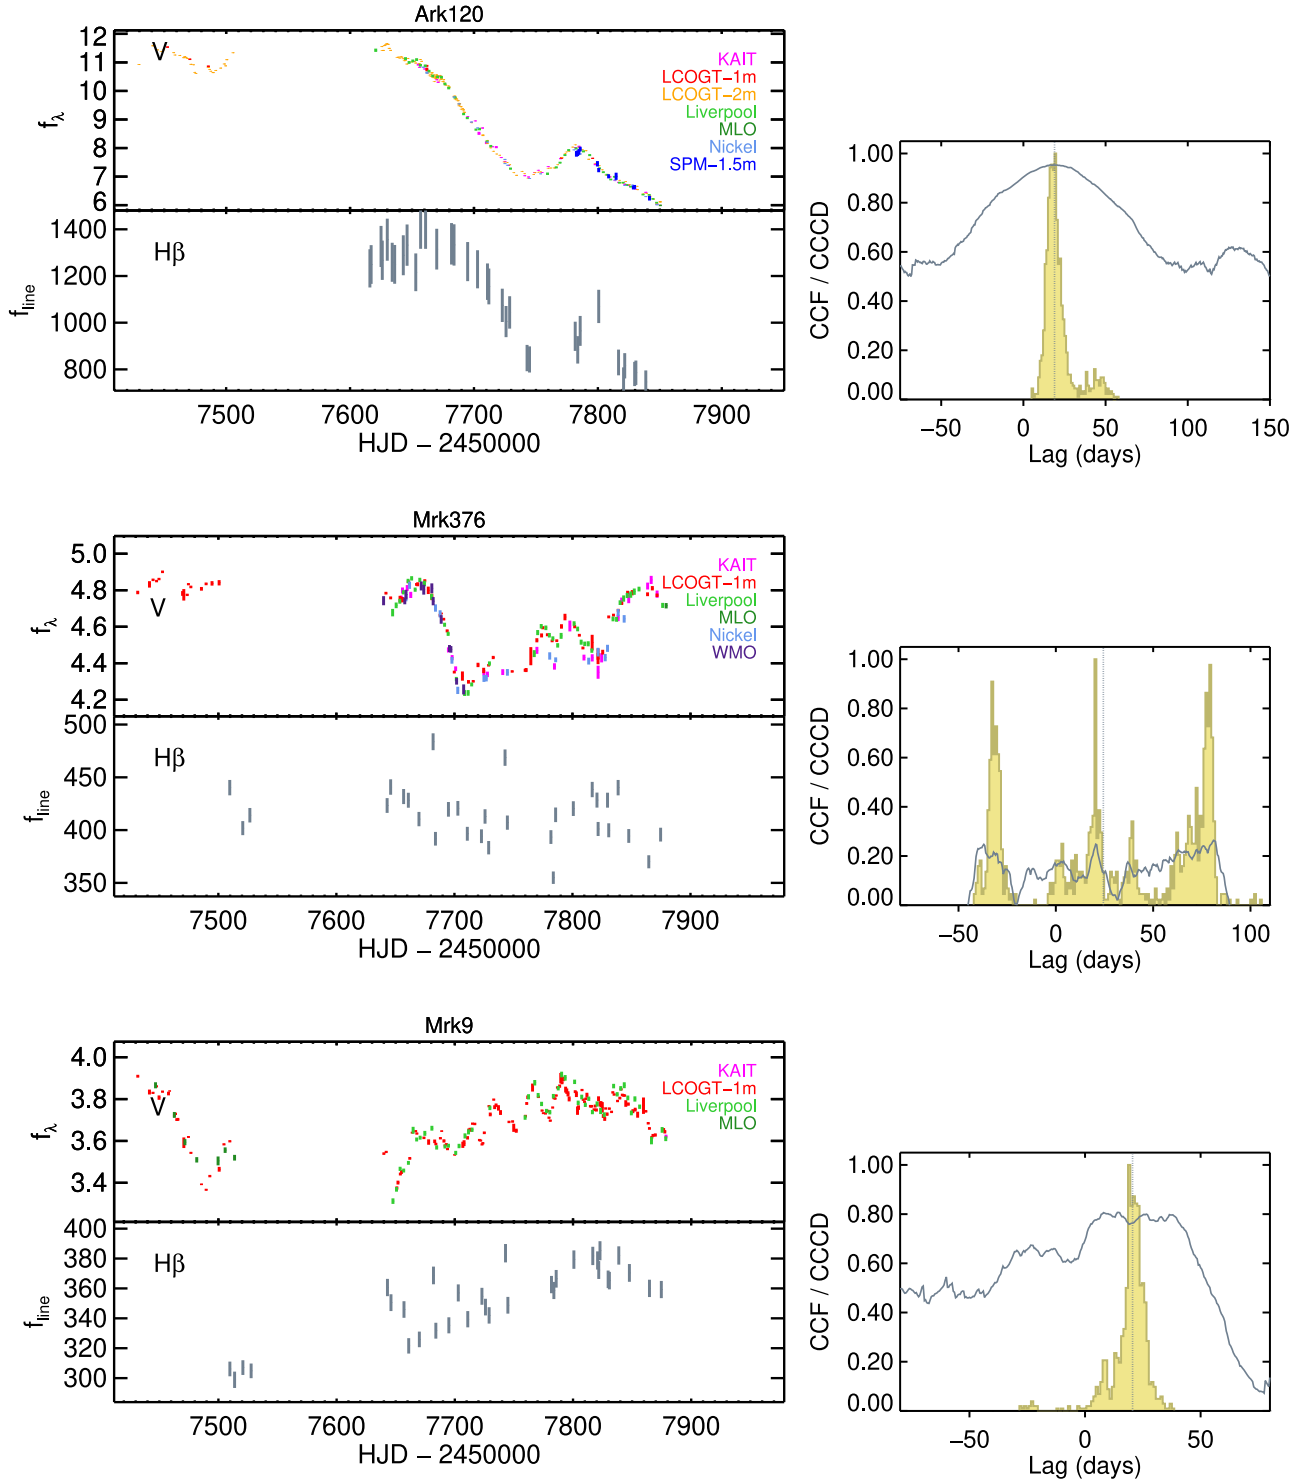 Ark120
12
11
10
9
8
7
6
fλ
V
KAIT
LCOGT−1m
LCOGT−2m
Liverpool
MLO
Nickel
SPM−1.5m
1400
1200
1000
800
fline
Hβ
7500 7600 7700 7800 7900
HJD − 2450000
1.00
0.80
0.60
0.40
0.20
0.00
CCF / CCCD
−50 0 50 100 150
Lag (days)
Mrk376
5.0
4.8
4.6
4.4
4.2
fλ
V
KAIT
LCOGT−1m
Liverpool
MLO
Nickel
WMO
500
450
400
350
fline
Hβ
7500 7600 7700 7800 7900
HJD − 2450000
1.00
0.80
0.60
0.40
0.20
0.00
CCF / CCCD
−50 0 50 100
Lag (days)
Mrk9
4.0
3.8
3.6
3.4
fλ
V
KAIT
LCOGT−1m
Liverpool
MLO
400
380
360
340
320
300
fline
Hβ
7500 7600 7700 7800 7900
HJD − 2450000
1.00
0.80
0.60
0.40
0.20
0.00
CCF / CCCD
−50 0 50
Lag (days)